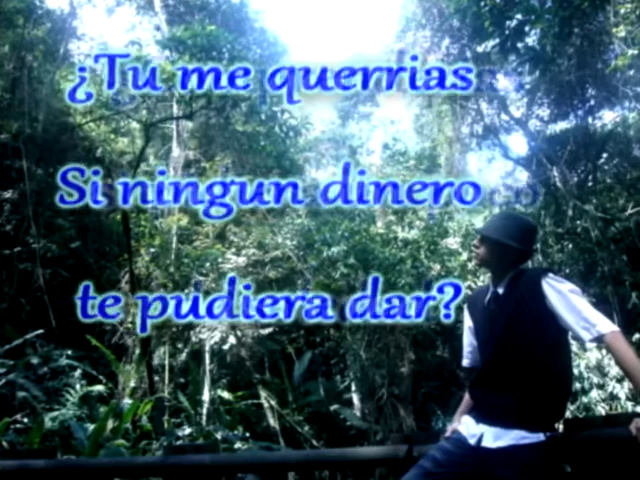 ¿Tu me querrias
Si ningun dinero
te pudiera dar?